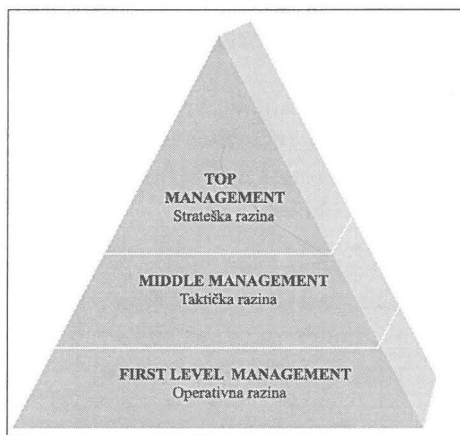 TOP
MANAGEMENT
Strateška razina
MIDDLE MANAGEMENT
Taktička razina
FIRST LEVEL MANAGEMENT
Operativna razina